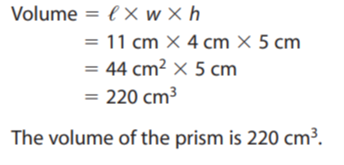 Volume = ℓ × w × h
= 11 cm × 4 cm × 5 cm
= 44 cm² × 5 cm
= 220 cm³
The volume of the prism is 220 cm³.